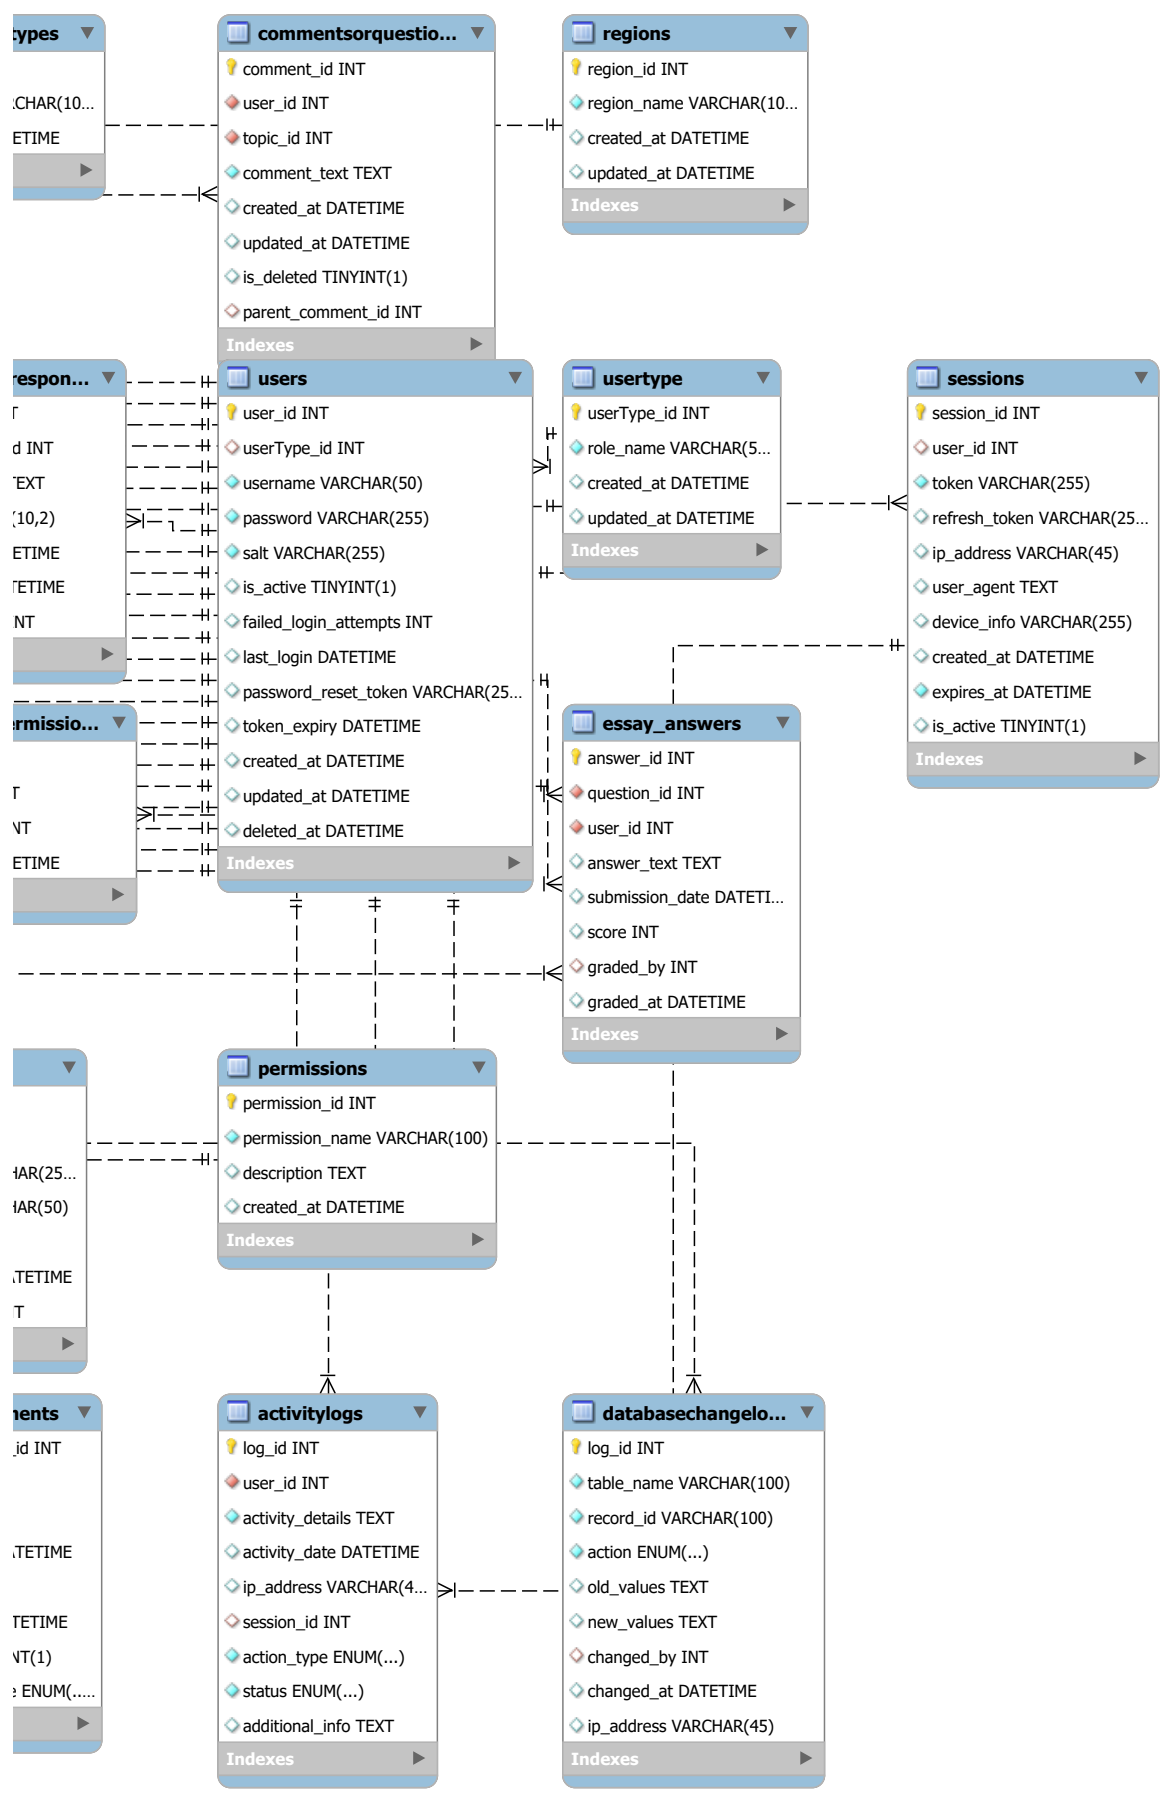 types
RCHAR(10...
ETIME
commentsorquestio...
comment_id INT
user_id INT
topic_id INT
comment_text TEXT
created_at DATETIME
updated_at DATETIME
is_deleted TINYINT(1)
parent_comment_id INT
Indexes
regions
region_id INT
region_name VARCHAR(10...
created_at DATETIME
updated_at DATETIME
Indexes
respon...
T
d INT
TEXT
(10,2)
ETIME
TETIME
INT
users
user_id INT
userType_id INT
username VARCHAR(50)
password VARCHAR(255)
salt VARCHAR(255)
is_active TINYINT(1)
failed_login_attempts INT
last_login DATETIME
password_reset_token VARCHAR(25...
token_expiry DATETIME
created_at DATETIME
updated_at DATETIME
deleted_at DATETIME
Indexes
usertype
userType_id INT
role_name VARCHAR(5...
created_at DATETIME
updated_at DATETIME
Indexes
sessions
session_id INT
user_id INT
token VARCHAR(255)
refresh_token VARCHAR(25...
ip_address VARCHAR(45)
user_agent TEXT
device_info VARCHAR(255)
created_at DATETIME
expires_at DATETIME
is_active TINYINT(1)
Indexes
ermissio...
T
NT
ETIME
essay_answers
answer_id INT
question_id INT
user_id INT
answer_text TEXT
submission_date DATETI...
score INT
graded_by INT
graded_at DATETIME
Indexes
HAR(25...
HAR(50)
ATETIME
T
permissions
permission_id INT
permission_name VARCHAR(100)
description TEXT
created_at DATETIME
Indexes
nents
_id INT
ATETIME
TETIME
NT(1)
e ENUM(.....
activitylogs
log_id INT
user_id INT
activity_details TEXT
activity_date DATETIME
ip_address VARCHAR(4...
session_id INT
action_type ENUM(...)
status ENUM(...)
additional_info TEXT
Indexes
databasechangelo...
log_id INT
table_name VARCHAR(100)
record_id VARCHAR(100)
action ENUM(...)
old_values TEXT
new_values TEXT
changed_by INT
changed_at DATETIME
ip_address VARCHAR(45)
Indexes